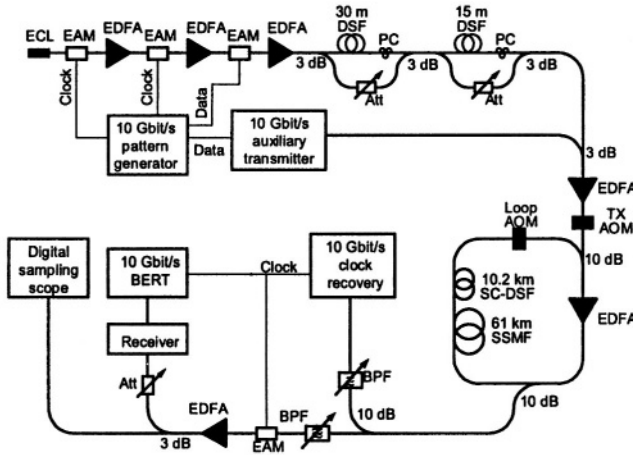 30 m
DSF
15 m
DSF
ECL
EAM
EDFA
EAM
EDFA
EAM
EDFA
PC
PC
3 dB
3 dB
3 dB
Att
Att
Clock
Clock
Data
10 Gbit/s
pattern
generator
Data
10 Gbit/s
auxiliary
transmitter
3 dB
EDFA
TX
AOM
Loop
AOM
10 dB
10.2 km
SC-DSF
61 km
SSMF
EDFA
10 dB
Digital
sampling
scope
10 Gbit/s
BERT
Clock
10 Gbit/s
clock
recovery
Receiver
Att
EDFA
BPF
BPF
3 dB
EAM
10 dB